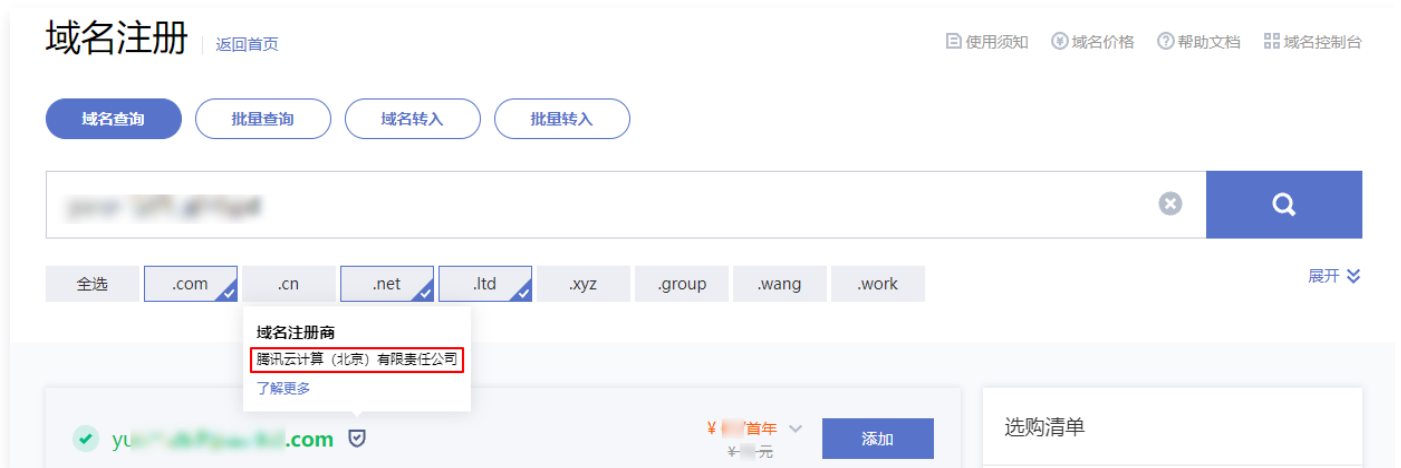 域名注册 返回首页 使用须知 域名价格 帮助文档 域名控制台
域名查询 批量查询 域名转入 批量转入
全选 .com .cn .net .ltd .xyz .group .wang .work 展开
域名注册商
腾讯云计算（北京）有限责任公司
了解更多
选购清单
yu .com ¥ 首年 添加
¥ 元